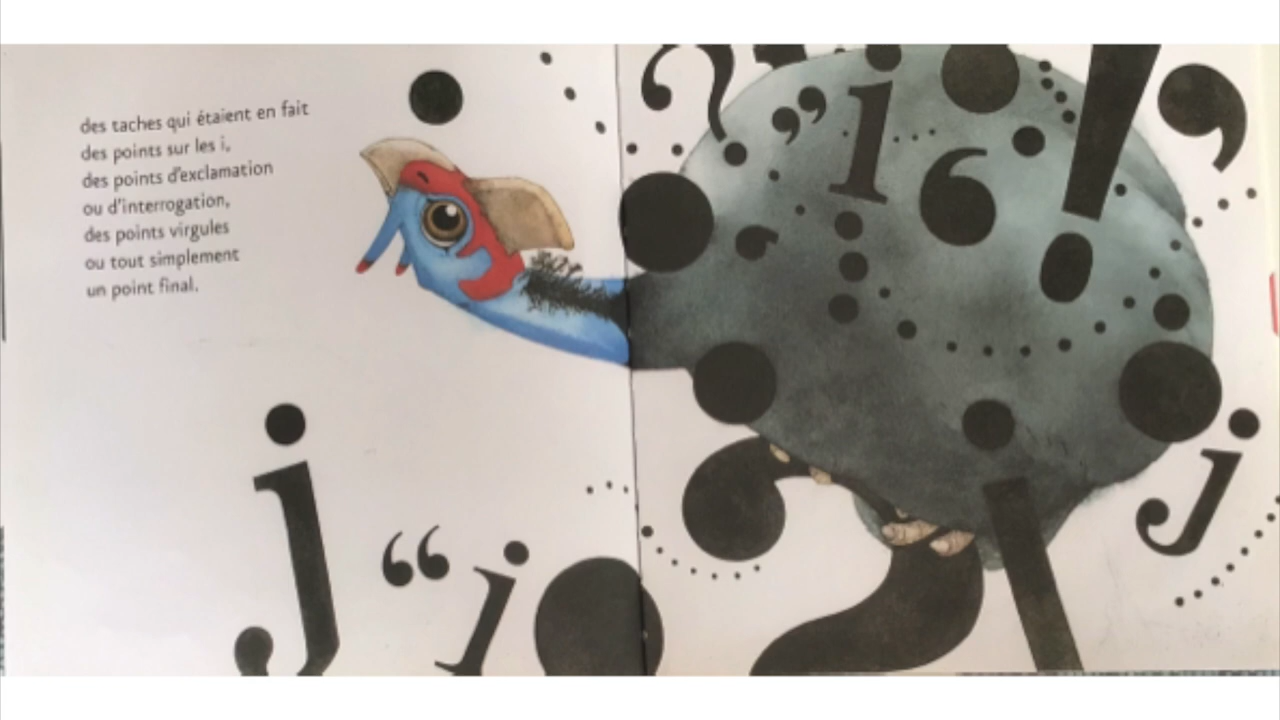 des taches qui étaient en fait
des points sur les i,
des points d'exclamation
ou d'interrogation,
des points virgules
ou tout simplement
un point final.
? ” i ! ,
‘
j
j “ i ? !